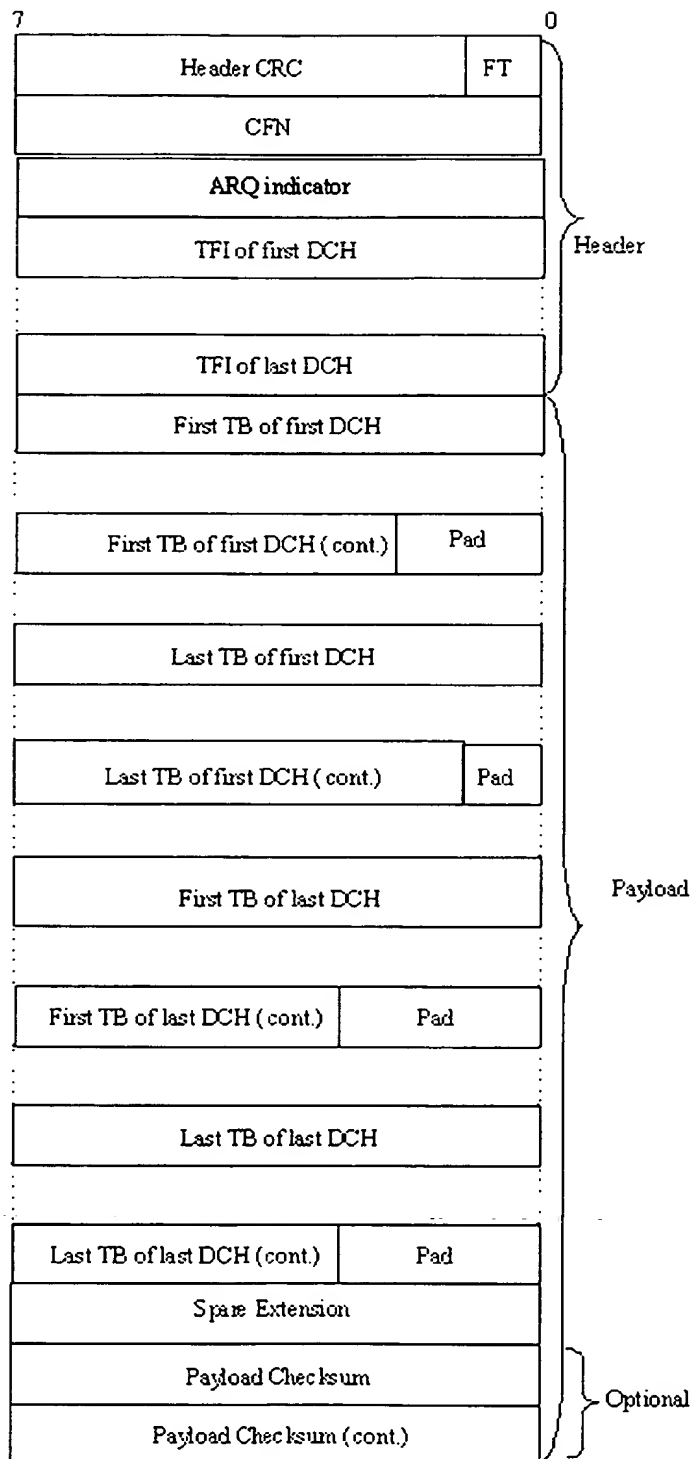 7 0
Header CRC FT
CFN
ARQ indicator
TFI of first DCH
Header
TFI of last DCH
First TB of first DCH
First TB of first DCH (cont.) Pad
Last TB of first DCH
Last TB of first DCH (cont.) Pad
First TB of last DCH
Payload
First TB of last DCH (cont.) Pad
Last TB of last DCH
Last TB of last DCH (cont.) Pad
Spare Extension
Payload Checksum
Optional
Payload Checksum (cont.)